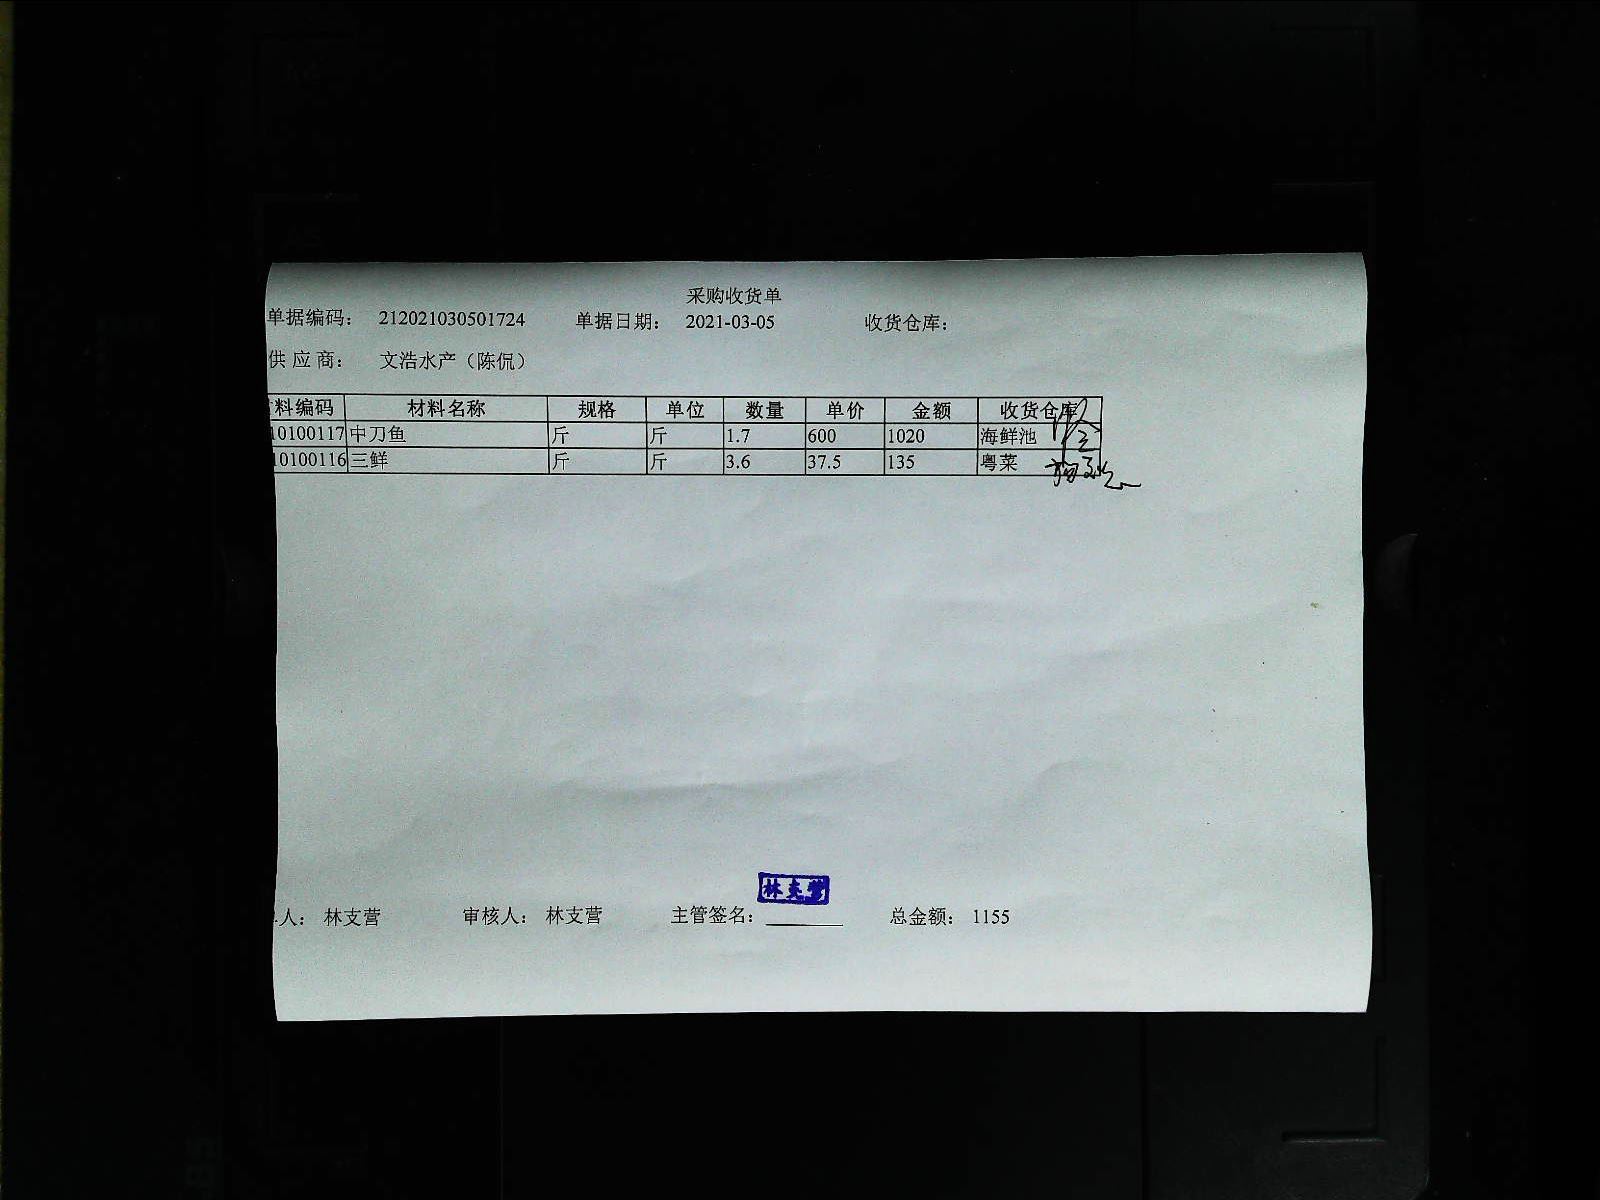 采购收货单
单据编码： 212021030501724 单据日期： 2021-03-05 收货仓库：
供应商： 文浩水产（陈侃）
料编码 材料名称 规格 单位 数量 单价 金额 收货仓库
10100117 中刀鱼 斤 斤 1.7 600 1020 海鲜池
10100116 三鲜 斤 斤 3.6 37.5 135 粤菜
林支营
人： 林支营 审核人： 林支营 主管签名： 总金额： 1155